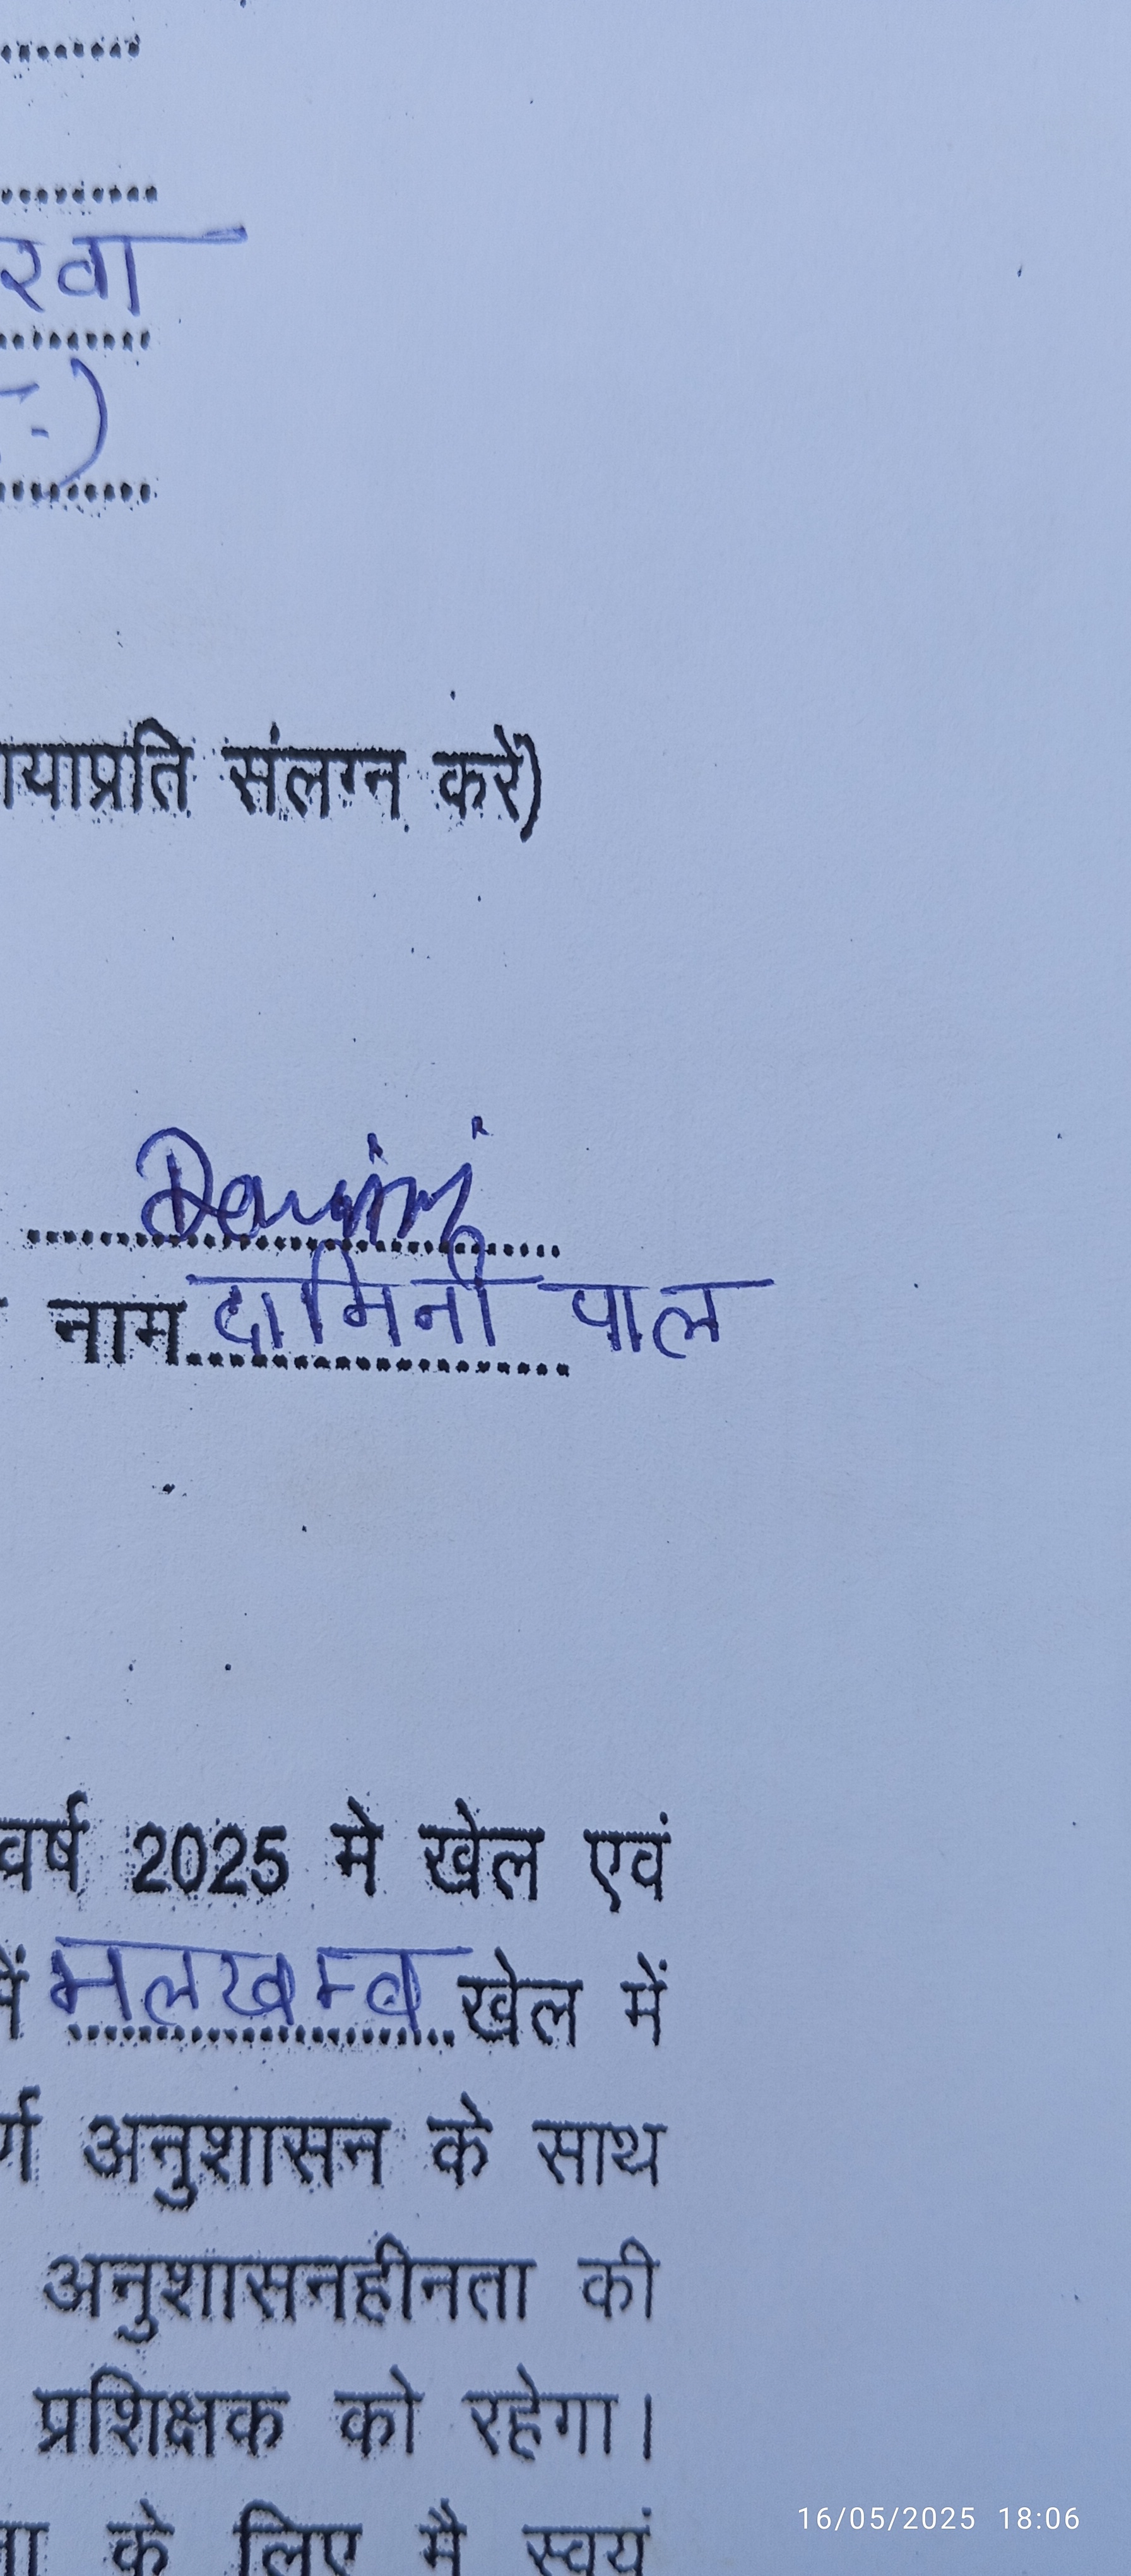 रवा
-)
ायाप्रति संलग्न करें)
Damini
नाम दामिनी पाल
वर्ष 2025 मे खेल एवं
में मलखम्ब खेल में
र्ण अनुशासन के साथ
अनुशासनहीनता की
प्रशिक्षक को रहेगा।
के लिए मै स्वयं
16/05/2025 18:06